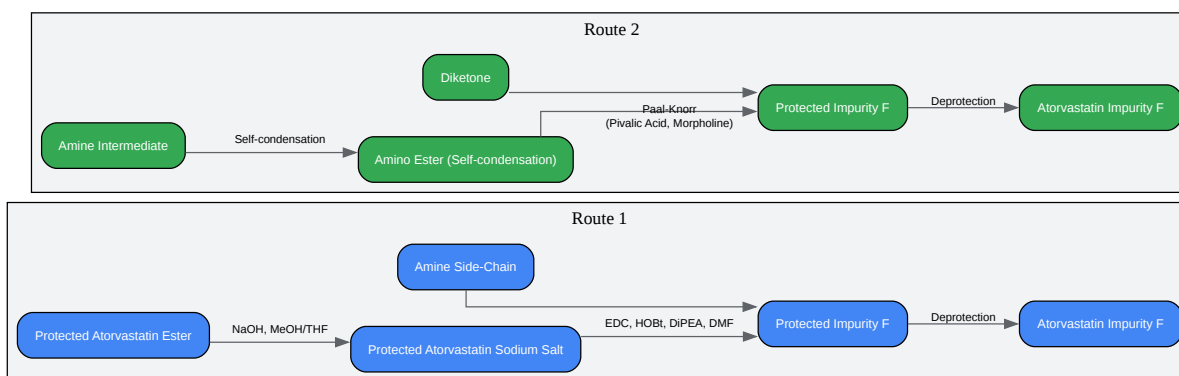 Route 2
Diketone
Paal-Knorr
(Pivalic Acid, Morpholine)
Protected Impurity F
Deprotection
Atorvastatin Impurity F
Amine Intermediate
Self-condensation
Amino Ester (Self-condensation)
Route 1
Amine Side-Chain
Protected Atorvastatin Ester
NaOH, MeOH/THF
Protected Atorvastatin Sodium Salt
EDC, HOBt, DiPEA, DMF
Protected Impurity F
Deprotection
Atorvastatin Impurity F